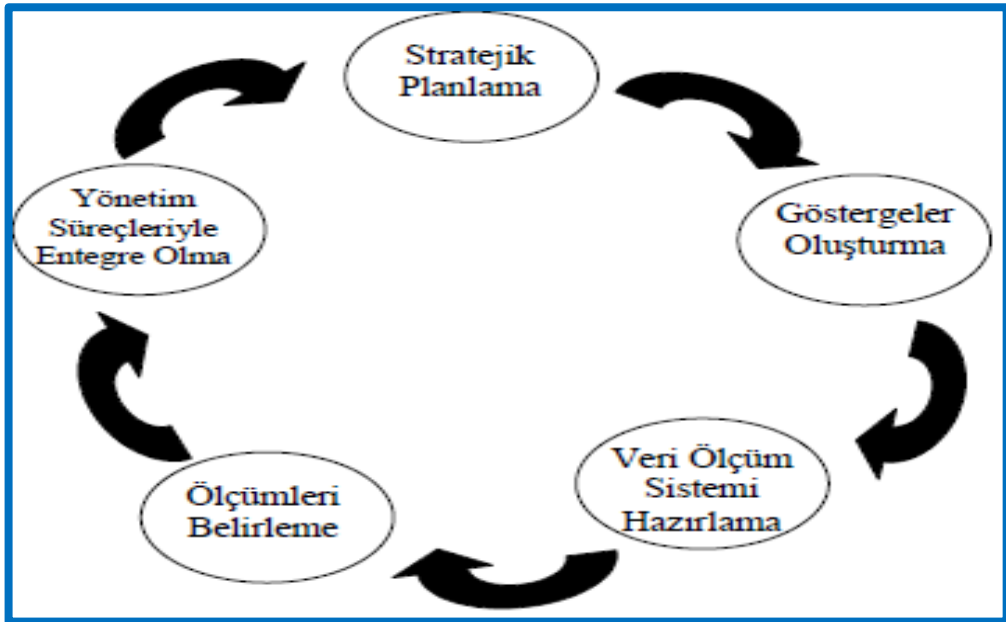 Stratejik
Planlama
Göstergeler
Oluşturma
Veri Ölçüm
Sistemi
Hazırlama
Ölçümleri
Belirleme
Yönetim
Süreçleriyle
Entegre Olma